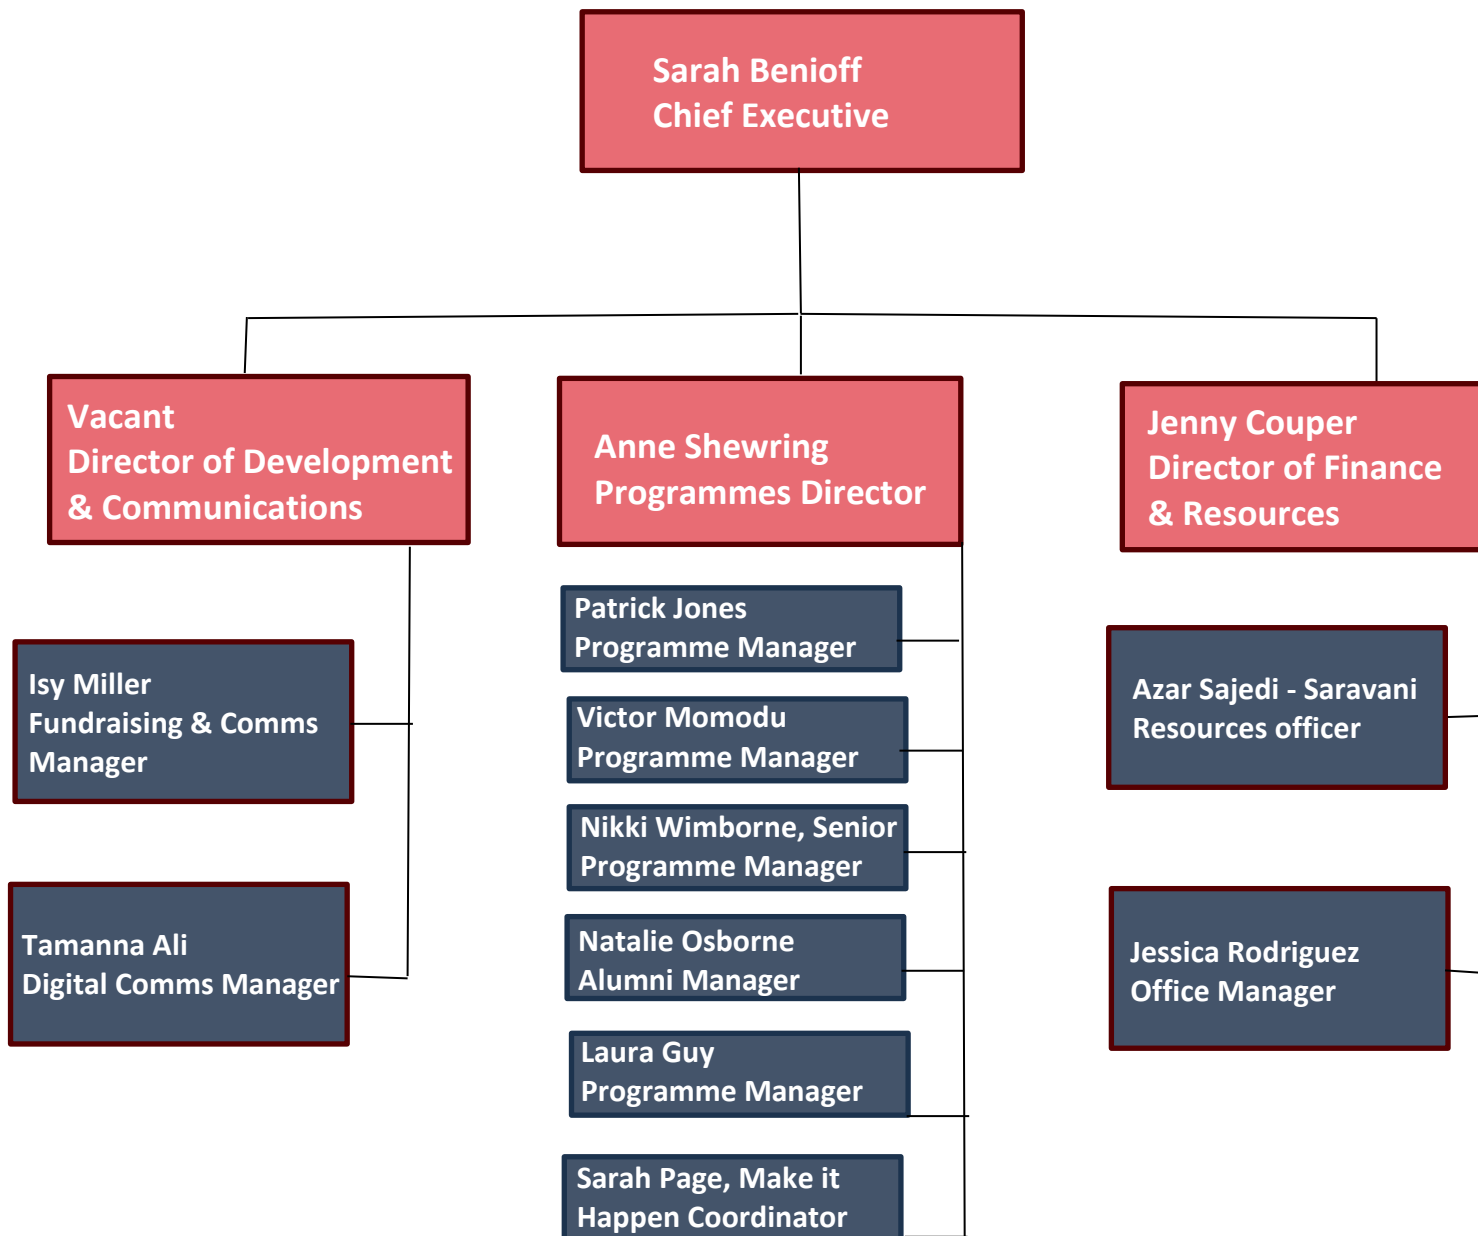 Sarah Benioff
Chief Executive
Vacant
Director of Development
& Communications
Anne Shewring
Programmes Director
Jenny Couper
Director of Finance
& Resources
Isy Miller
Fundraising & Comms
Manager
Tamanna Ali
Digital Comms Manager
Patrick Jones
Programme Manager
Victor Momodu
Programme Manager
Nikki Wimborne, Senior
Programme Manager
Natalie Osborne
Alumni Manager
Laura Guy
Programme Manager
Sarah Page, Make it
Happen Coordinator
Azar Sajedi - Saravani
Resources officer
Jessica Rodriguez
Office Manager